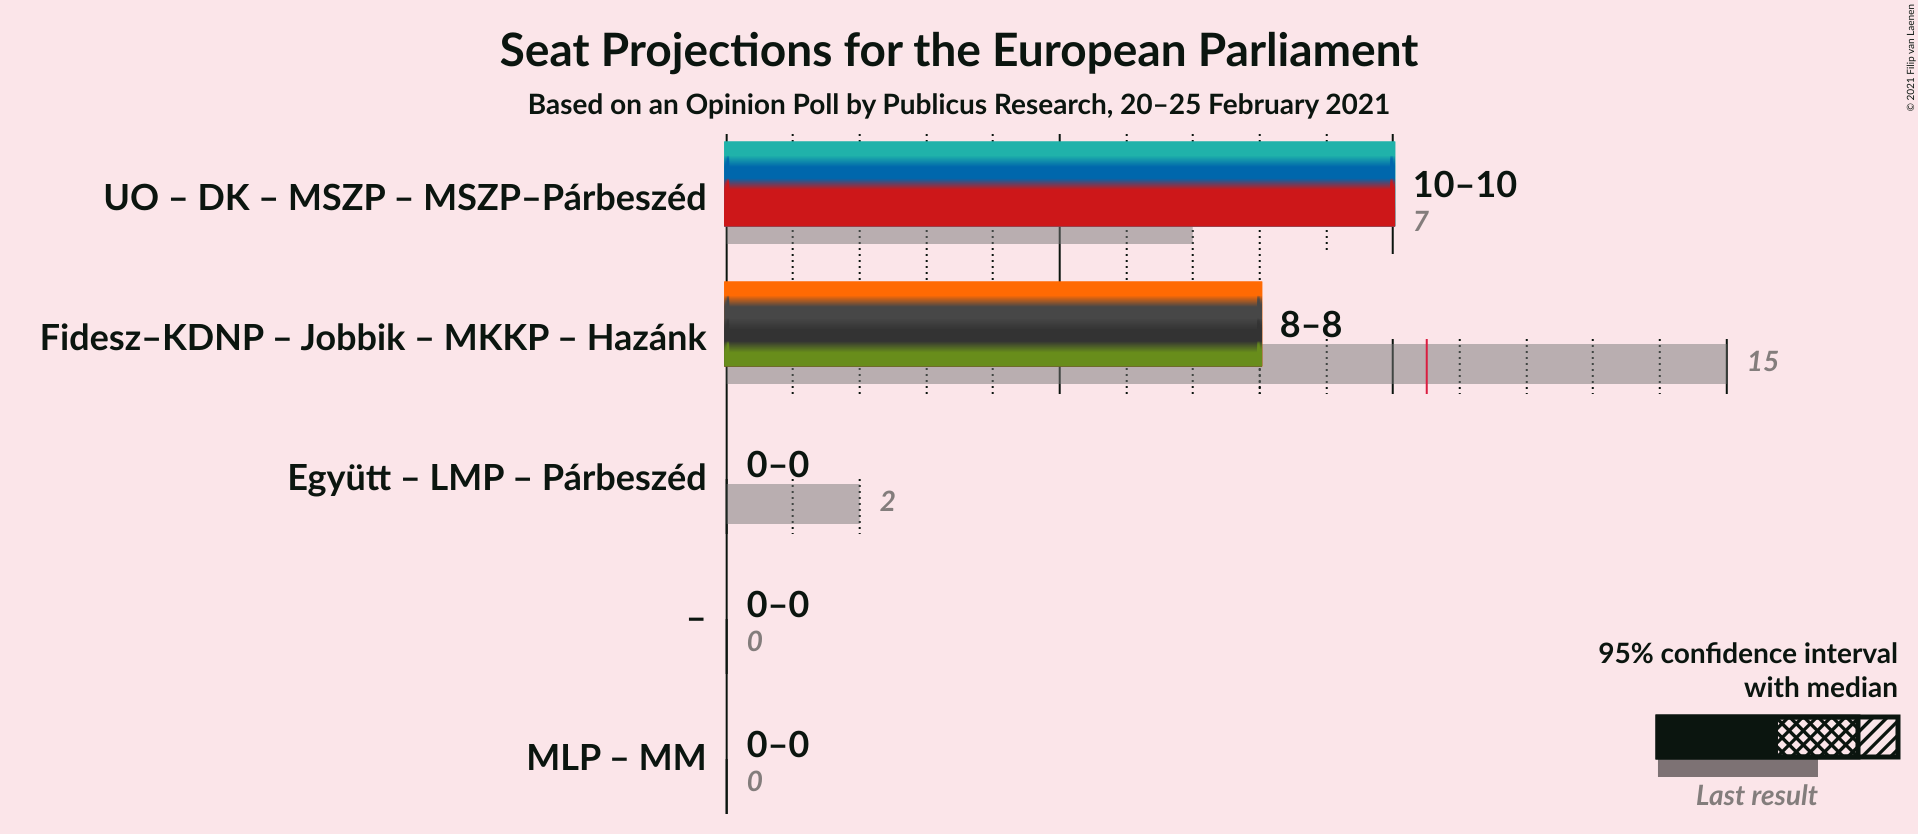 Seat Projections for the European Parliament
Based on an Opinion Poll by Publicus Research, 20–25 February 2021
© 2021 Filip van Laenen
UO – DK – MSZP – MSZP–Párbeszéd
10–10
7
Fidesz–KDNP – Jobbik – MKKP – Hazánk
8–8
15
Együtt – LMP – Párbeszéd
0–0
2
–
0–0
0
MLP – MM
0–0
0
95% confidence interval
with median
Last result